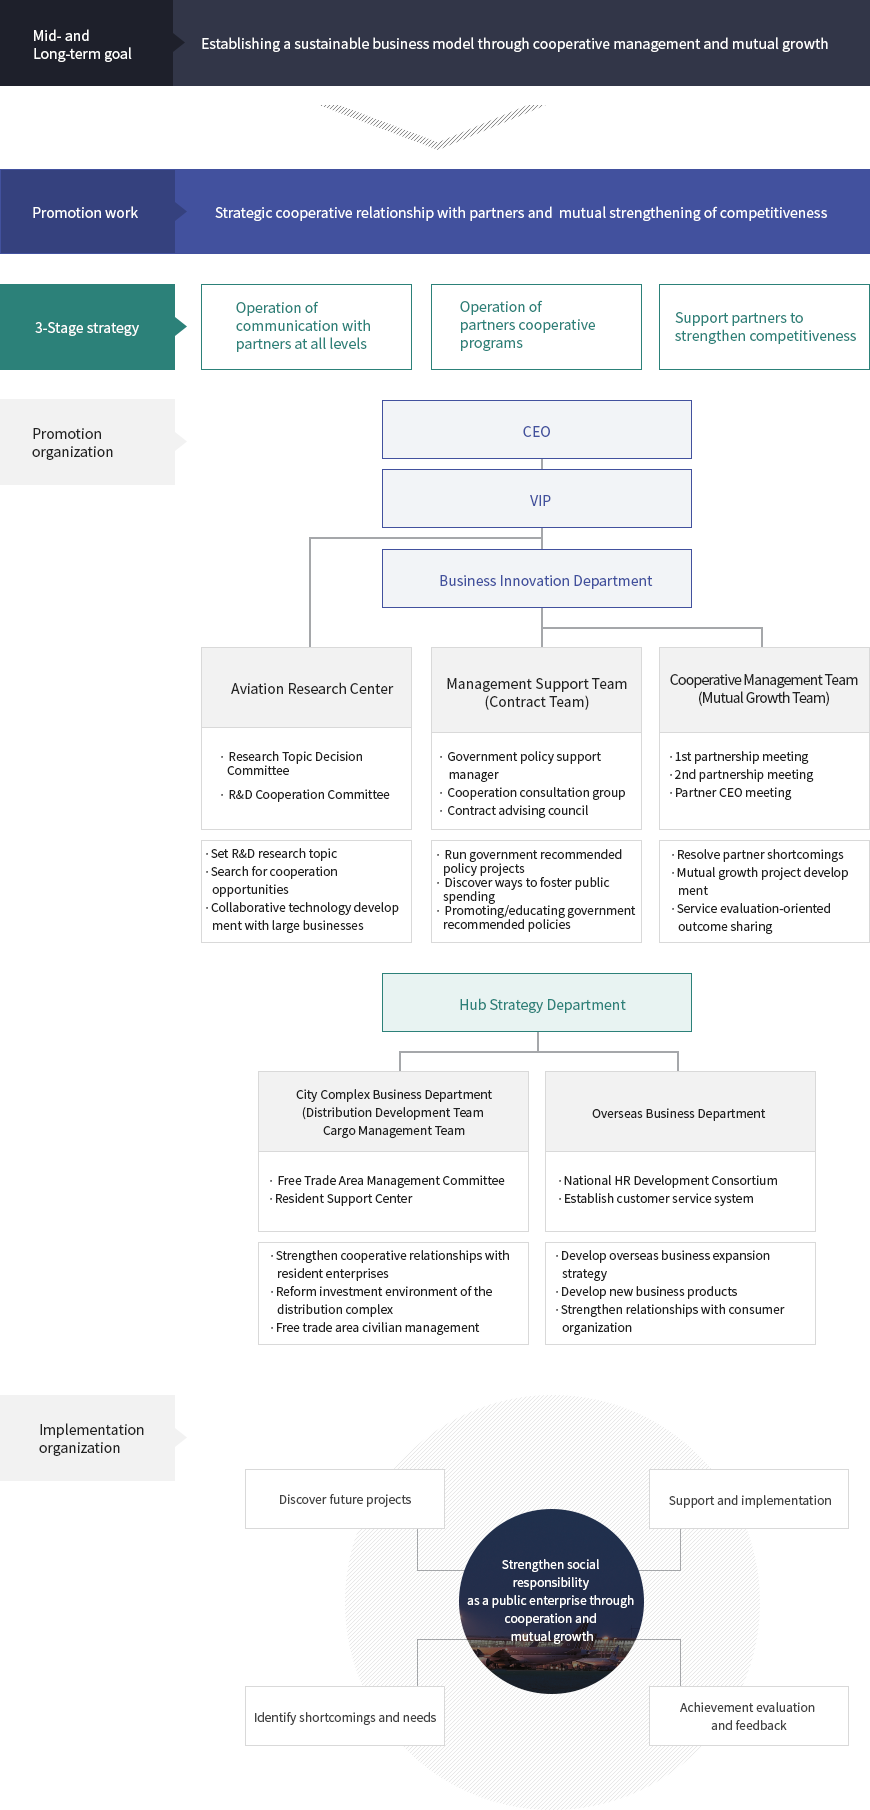 Mid- and
Long-term goal
Establishing a sustainable business model through cooperative management and mutual growth
Promotion work
Strategic cooperative relationship with partners and mutual strengthening of competitiveness
3-Stage strategy
Operation of
communication with
partners at all levels
Operation of
partners cooperative
programs
Support partners to
strengthen competitiveness
Promotion
organization
CEO
VIP
Business Innovation Department
Aviation Research Center
· Research Topic Decision
Committee
· R&D Cooperation Committee
· Set R&D research topic
· Search for cooperation
opportunities
· Collaborative technology develop
ment with large businesses
Management Support Team
(Contract Team)
· Government policy support
manager
· Cooperation consultation group
· Contract advising council
· Run government recommended
policy projects
· Discover ways to foster public
spending
· Promoting/educating government
recommended policies
Cooperative Management Team
(Mutual Growth Team)
· 1st partnership meeting
· 2nd partnership meeting
· Partner CEO meeting
· Resolve partner shortcomings
· Mutual growth project develop
ment
· Service evaluation-oriented
outcome sharing
Hub Strategy Department
City Complex Business Department
(Distribution Development Team
Cargo Management Team
· Free Trade Area Management Committee
· Resident Support Center
· Strengthen cooperative relationships with
resident enterprises
· Reform investment environment of the
distribution complex
· Free trade area civilian management
Overseas Business Department
· National HR Development Consortium
· Establish customer service system
· Develop overseas business expansion
strategy
· Develop new business products
· Strengthen relationships with consumer
organization
Implementation
organization
Discover future projects
Support and implementation
Strengthen social
responsibility
as a public enterprise through
cooperation and
mutual growth
Identify shortcomings and needs
Achievement evaluation
and feedback